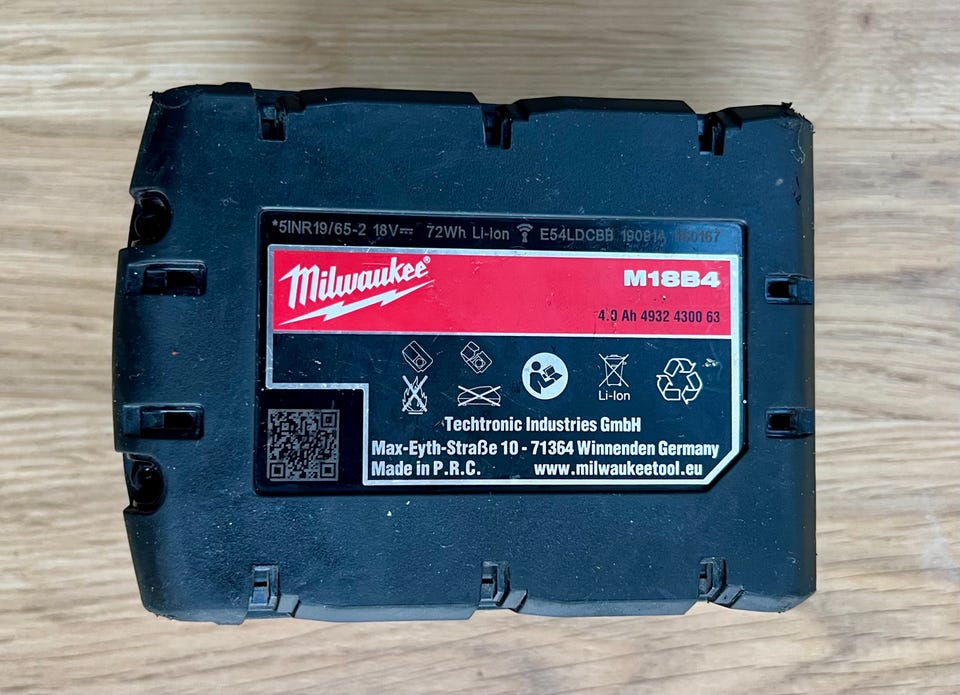 *5INR19/65-2 18V⎓ 72Wh Li-Ion E54LDCBB 190914
Milwaukee®
M18B4
4.0 Ah 4932 4300 63
Li-Ion
Techtronic Industries GmbH
Max-Eyth-Straße 10 - 71364 Winnenden Germany
Made in P.R.C. www.milwaukeetool.eu